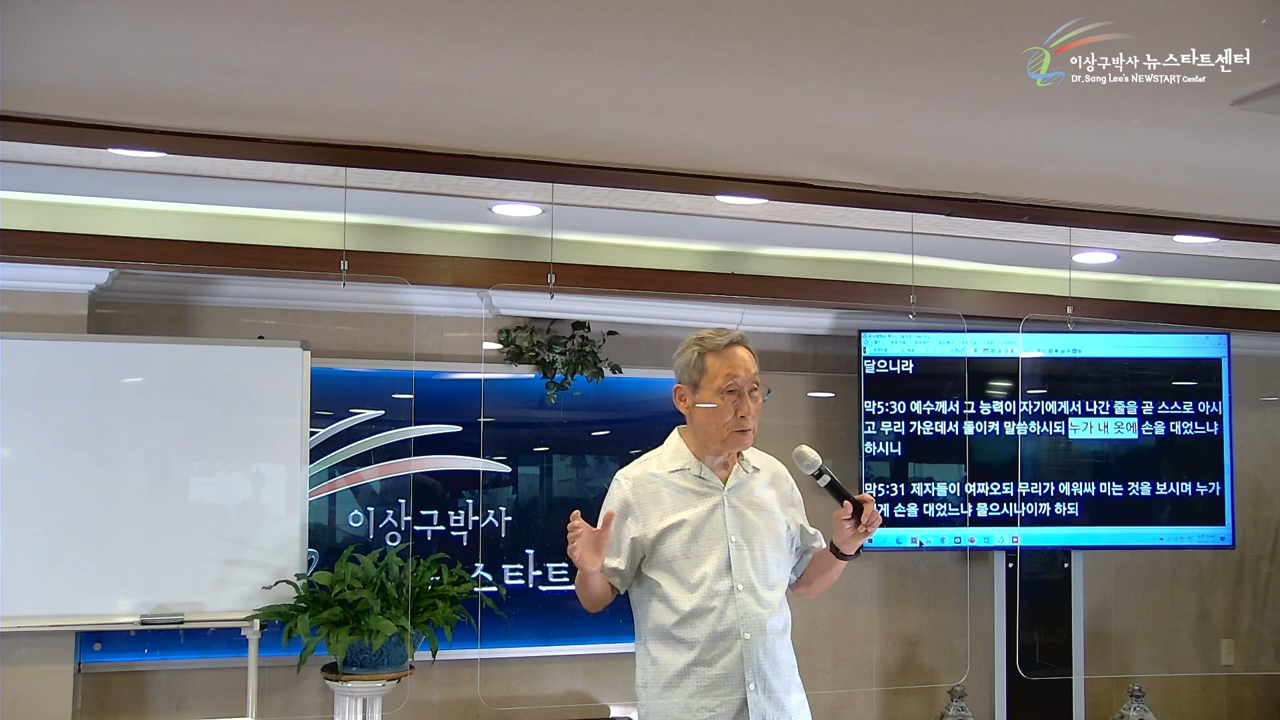 이상구박사 뉴스타트센터
Dr. Sang Lee's NEWSTART Center
이상구박사
스타트
달으니라
막5:30 예수께서 그 능력이 자기에게서 나간 줄을 곧 스스로 아시
고 무리 가운데서 돌이켜 말씀하시되 누가 내 옷에 손을 대었느냐
하시니
막5:31 제자들이 여짜오되 무리가 에워싸 미는 것을 보시며 누가
게 손을 대었느냐 물으시나이까 하되